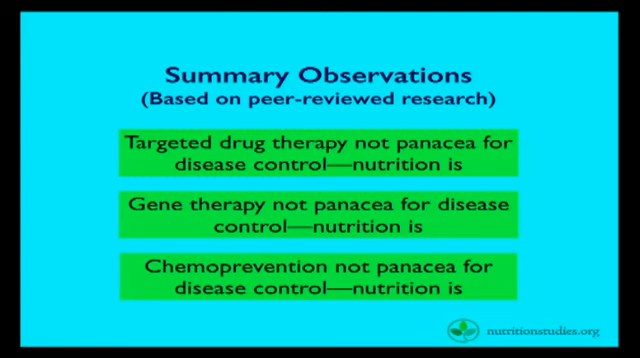 Summary Observations
(Based on peer-reviewed research)
Targeted drug therapy not panacea for
disease control—nutrition is
Gene therapy not panacea for disease
control—nutrition is
Chemoprevention not panacea for
disease control—nutrition is
nutritionstudies.org